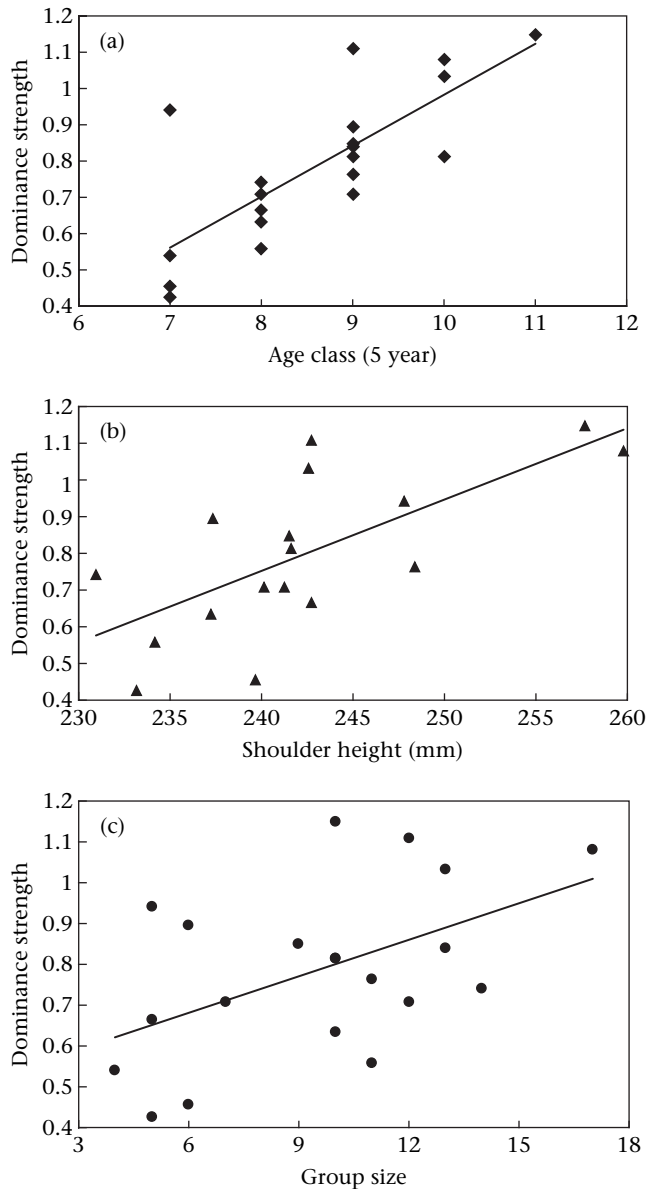 (a)
Dominance strength
1.2
1.1
1
0.9
0.8
0.7
0.6
0.5
0.4
6 7 8 9 10 11 12
Age class (5 year)
(b)
Dominance strength
1.2
1.1
1
0.9
0.8
0.7
0.6
0.5
0.4
230 235 240 245 250 255 260
Shoulder height (mm)
(c)
Dominance strength
1.2
1.1
1
0.9
0.8
0.7
0.6
0.5
0.4
3 6 9 12 15 18
Group size